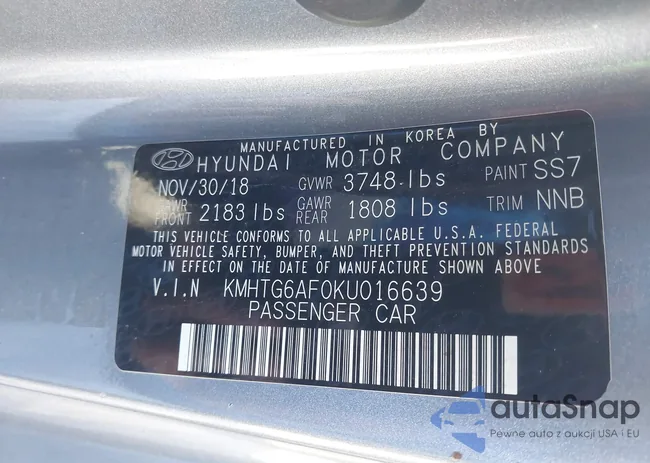 MANUFACTURED IN KOREA BY
HYUNDAI MOTOR COMPANY
NOV/30/18 GVWR 3748-lbs PAINT SS7
GAWR FRONT 2183 lbs GAWR REAR 1808 lbs TRIM NNB
THIS VEHICLE CONFORMS TO ALL APPLICABLE U.S.A. FEDERAL
MOTOR VEHICLE SAFETY, BUMPER, AND THEFT PREVENTION STANDARDS
IN EFFECT ON THE DATE OF MANUFACTURE SHOWN ABOVE
V.I.N KMHTG6AF0KU016639
PASSENGER CAR
autaSnap
Pewne auto z aukcji USA i EU